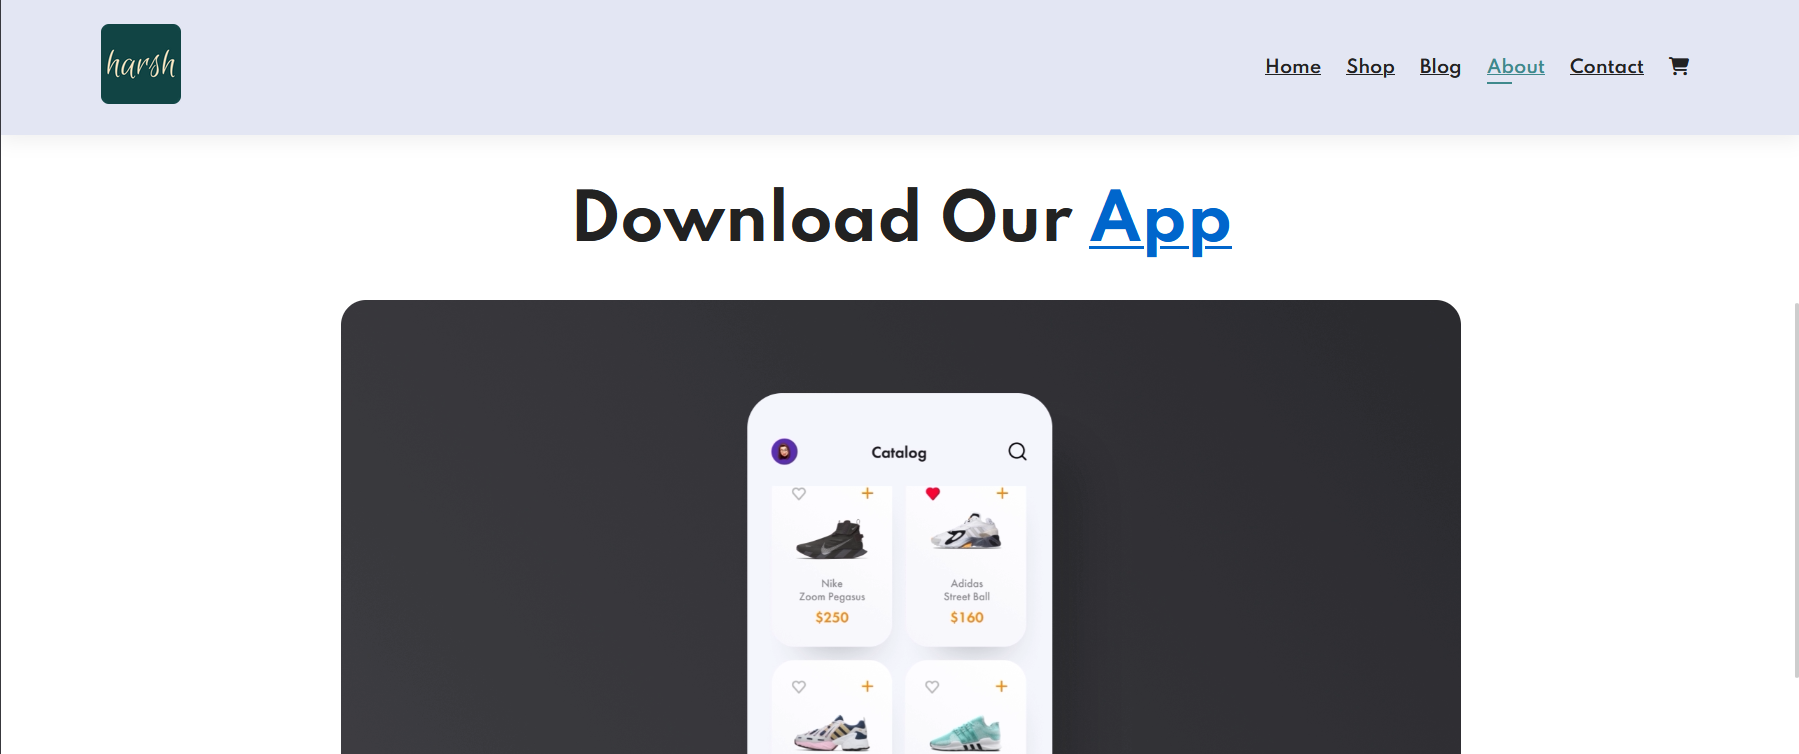 harsh
Home Shop Blog About Contact
Download Our App
Catalog
Nike
Zoom Pegasus
$250
Adidas
Street Ball
$160